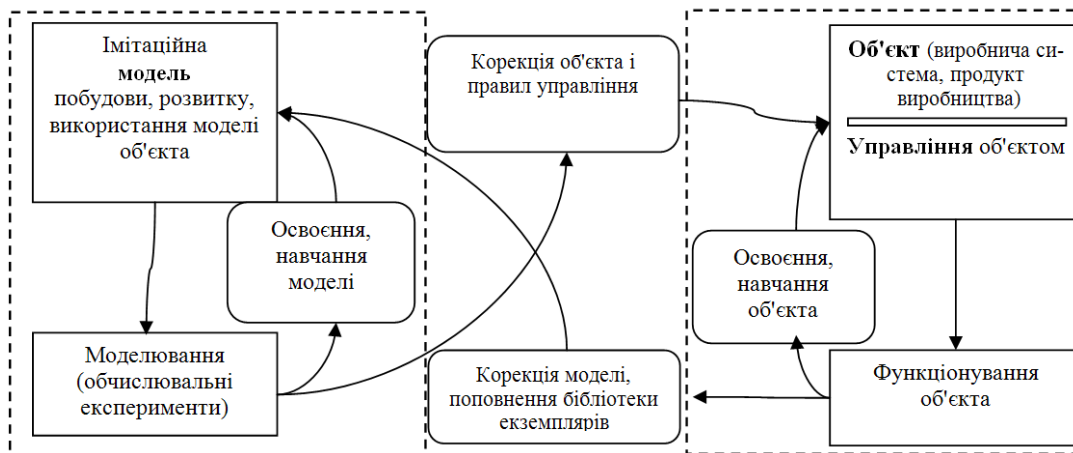 Імітаційна
модель
побудови, розвитку,
використання моделі
об'єкта
Корекція об'єкта і
правил управління
Об'єкт (виробнича си-
стема, продукт
виробництва)
Управління об'єктом
Освоєння,
навчання
моделі
Освоєння,
навчання
об'єкта
Моделювання
(обчислювальні
експерименти)
Корекція моделі,
поповнення бібліотеки
екземплярів
Функціонування
об'єкта